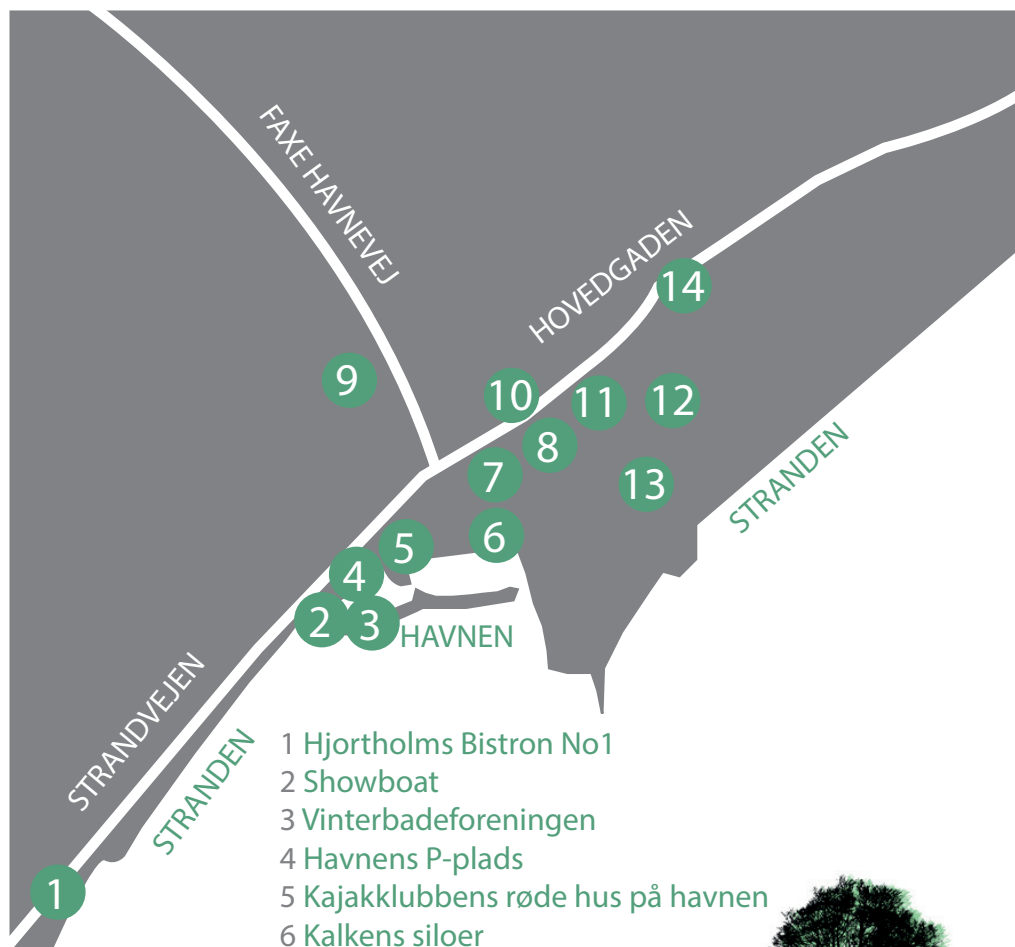 FAXE HAVNEVEJ
HOVEDGADEN
14
9
10
11
12
8
7
13
STRANDEN
6
5
4
2
3
HAVNEN
STRANDVEJEN
STRANDEN
1
1 Hjortholms Bistron No1
2 Showboat
3 Vinterbadeforeningen
4 Havnens P-plads
5 Kajakklubbens røde hus på havnen
6 Kalkens siloer